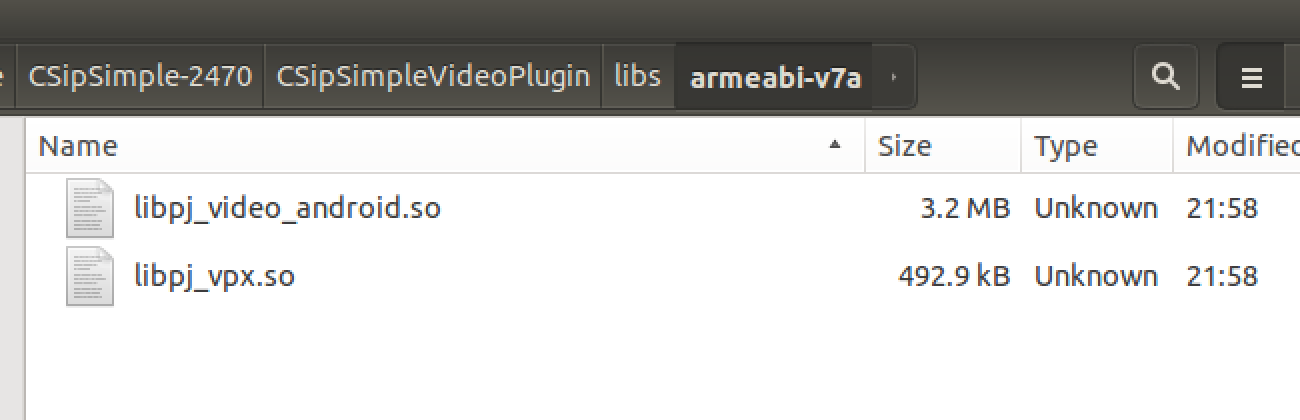 CSipSimple-2470 CSipSimpleVideoPlugin libs armeabi-v7a
Name Size Type Modified
libpj_video_android.so 3.2 MB Unknown 21:58
libpj_vpx.so 492.9 kB Unknown 21:58